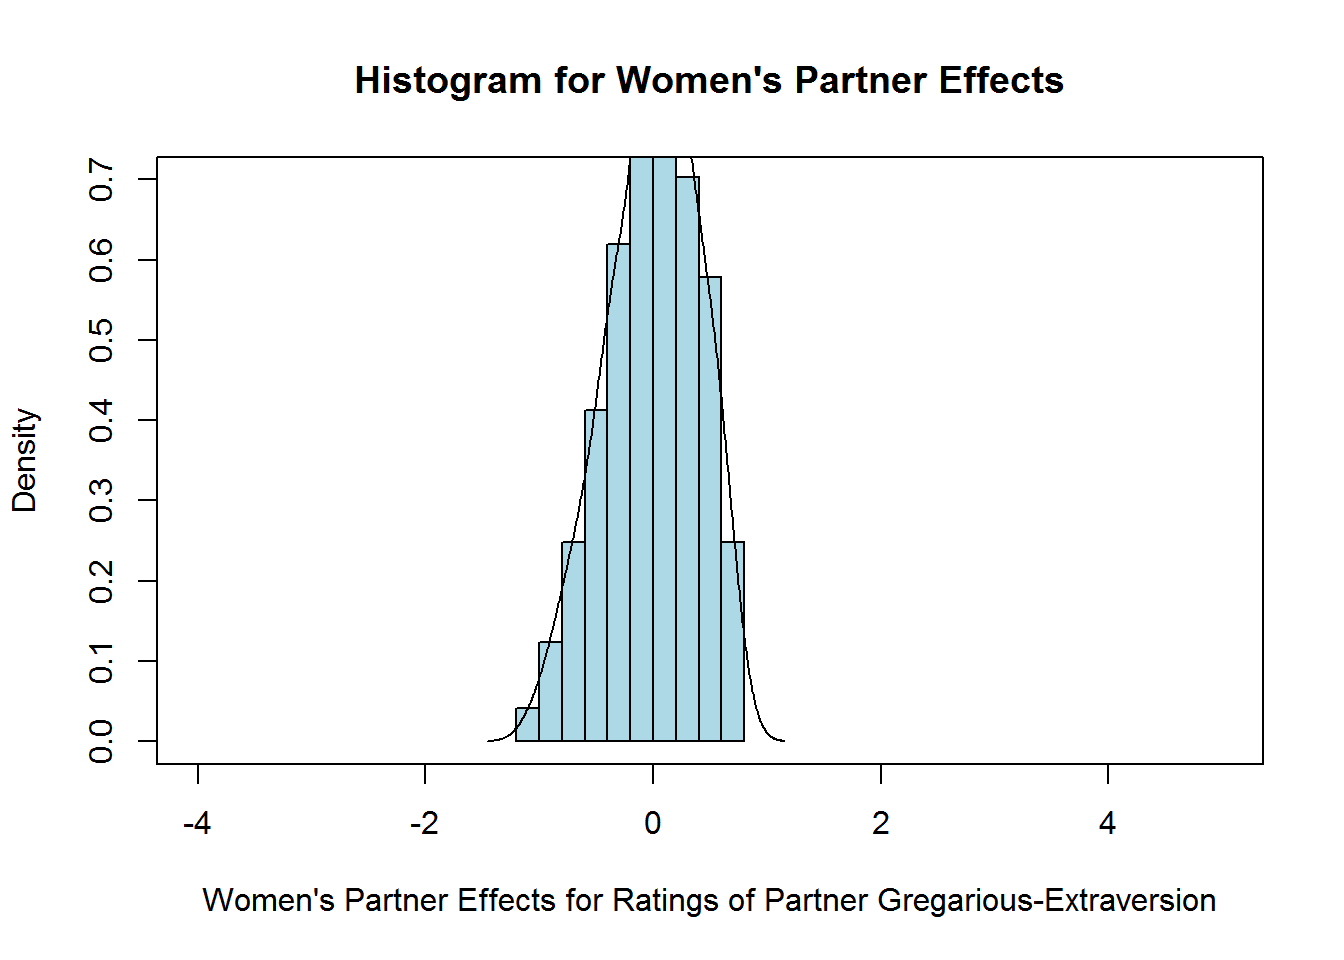 Histogram for Women's Partner Effects
0.7
0.6
0.5
0.4
0.3
0.2
0.1
0.0
Density
-4 -2 0 2 4
Women's Partner Effects for Ratings of Partner Gregarious-Extraversion